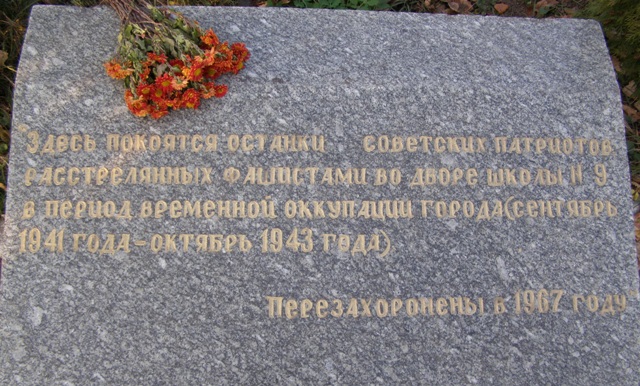 Здесь покоятся останки советских патриотов,
расстрелянных фашистами во дворе школы N 9
в период временной оккупации города (сентябрь
1941 года – октябрь 1943 года).
Перезахоронены в 1967 году